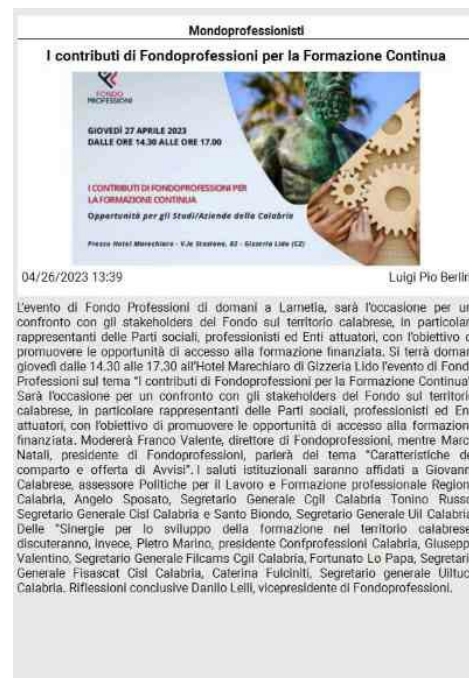 Mondoprofessionisti
I contributi di Fondoprofessioni per la Formazione Continua
FONDO
PROFESSIONI
GIOVEDÌ 27 APRILE 2023
DALLE ORE 14.30 ALLE ORE 17.00
I CONTRIBUTI DI FONDOPROFESSIONI PER
LA FORMAZIONE CONTINUA
Opportunità per gli Studi/Aziende della Calabria
Presso Hotel Marechiaro - V.le Stazione, 62 - Gizzeria Lido (CZ)
04/26/2023 13:39
Luigi Pio Berlin
L'evento di Fondo Professioni di domani a Lametia, sarà l'occasione per un
confronto con gli stakeholders del Fondo sul territorio calabrese, in particolar
rappresentanti delle Parti sociali, professionisti ed Enti attuatori, con l'obiettivo d
promuovere le opportunità di accesso alla formazione finanziata. Si terrà doman
giovedì dalle 14.30 alle 17.30 all'Hotel Marechiaro di Gizzeria Lido l'evento di Fond
Professioni sul tema "I contributi di Fondoprofessioni per la Formazione Continua
Sarà l'occasione per un confronto con gli stakeholders del Fondo sul territori
calabrese, in particolare rappresentanti delle Parti sociali, professionisti ed En
attuatori, con l'obiettivo di promuovere le opportunità di accesso alla formazion
finanziata. Modererà Franco Valente, direttore di Fondoprofessioni, mentre Marc
Natali, presidente di Fondoprofessioni, parlerà del tema "Caratteristiche de
comparto e offerta di Avvisi". I saluti istituzionali saranno affidati a Giovann
Calabrese, assessore Politiche per il Lavoro e Formazione professionale Region
Calabria, Angelo Sposato, Segretario Generale Cgil Calabria Tonino Russo
Segretario Generale Cisl Calabria e Santo Biondo, Segretario Generale Uil Calabria
Delle "Sinergie per lo sviluppo della formazione nel territorio calabrese
discuteranno, invece, Pietro Marino, presidente Confprofessioni Calabria, Giusepp
Valentino, Segretario Generale Filcams Cgil Calabria, Fortunato Lo Papa, Segretari
Generale Fisascat Cisl Calabria, Caterina Fulciniti, Segretario generale Uiltuc
Calabria. Riflessioni conclusive Danilo Lelli, vicepresidente di Fondoprofessioni.